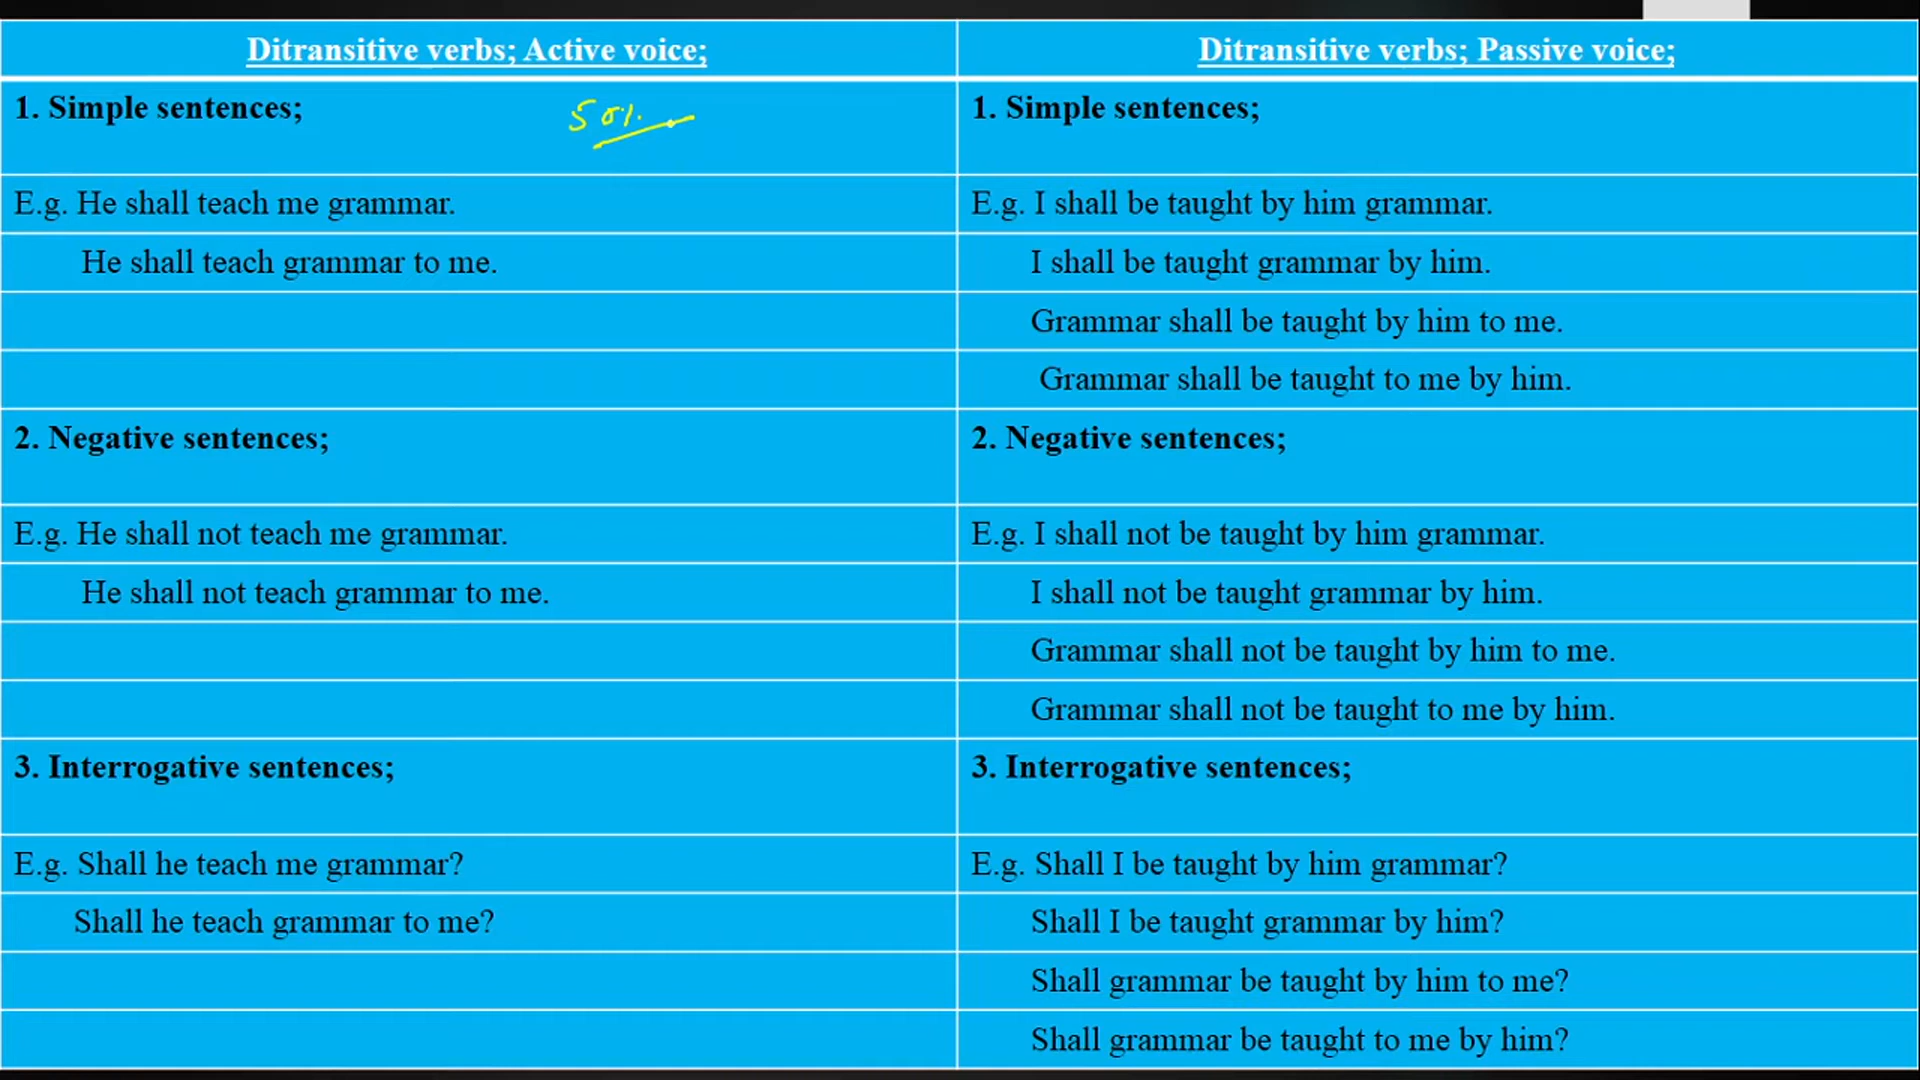 Ditransitive verbs; Active voice;
Ditransitive verbs; Passive voice;
1. Simple sentences;
50%
1. Simple sentences;
E.g. He shall teach me grammar.
E.g. I shall be taught by him grammar.
He shall teach grammar to me.
I shall be taught grammar by him.
Grammar shall be taught by him to me.
Grammar shall be taught to me by him.
2. Negative sentences;
2. Negative sentences;
E.g. He shall not teach me grammar.
E.g. I shall not be taught by him grammar.
He shall not teach grammar to me.
I shall not be taught grammar by him.
Grammar shall not be taught by him to me.
Grammar shall not be taught to me by him.
3. Interrogative sentences;
3. Interrogative sentences;
E.g. Shall he teach me grammar?
E.g. Shall I be taught by him grammar?
Shall he teach grammar to me?
Shall I be taught grammar by him?
Shall grammar be taught by him to me?
Shall grammar be taught to me by him?